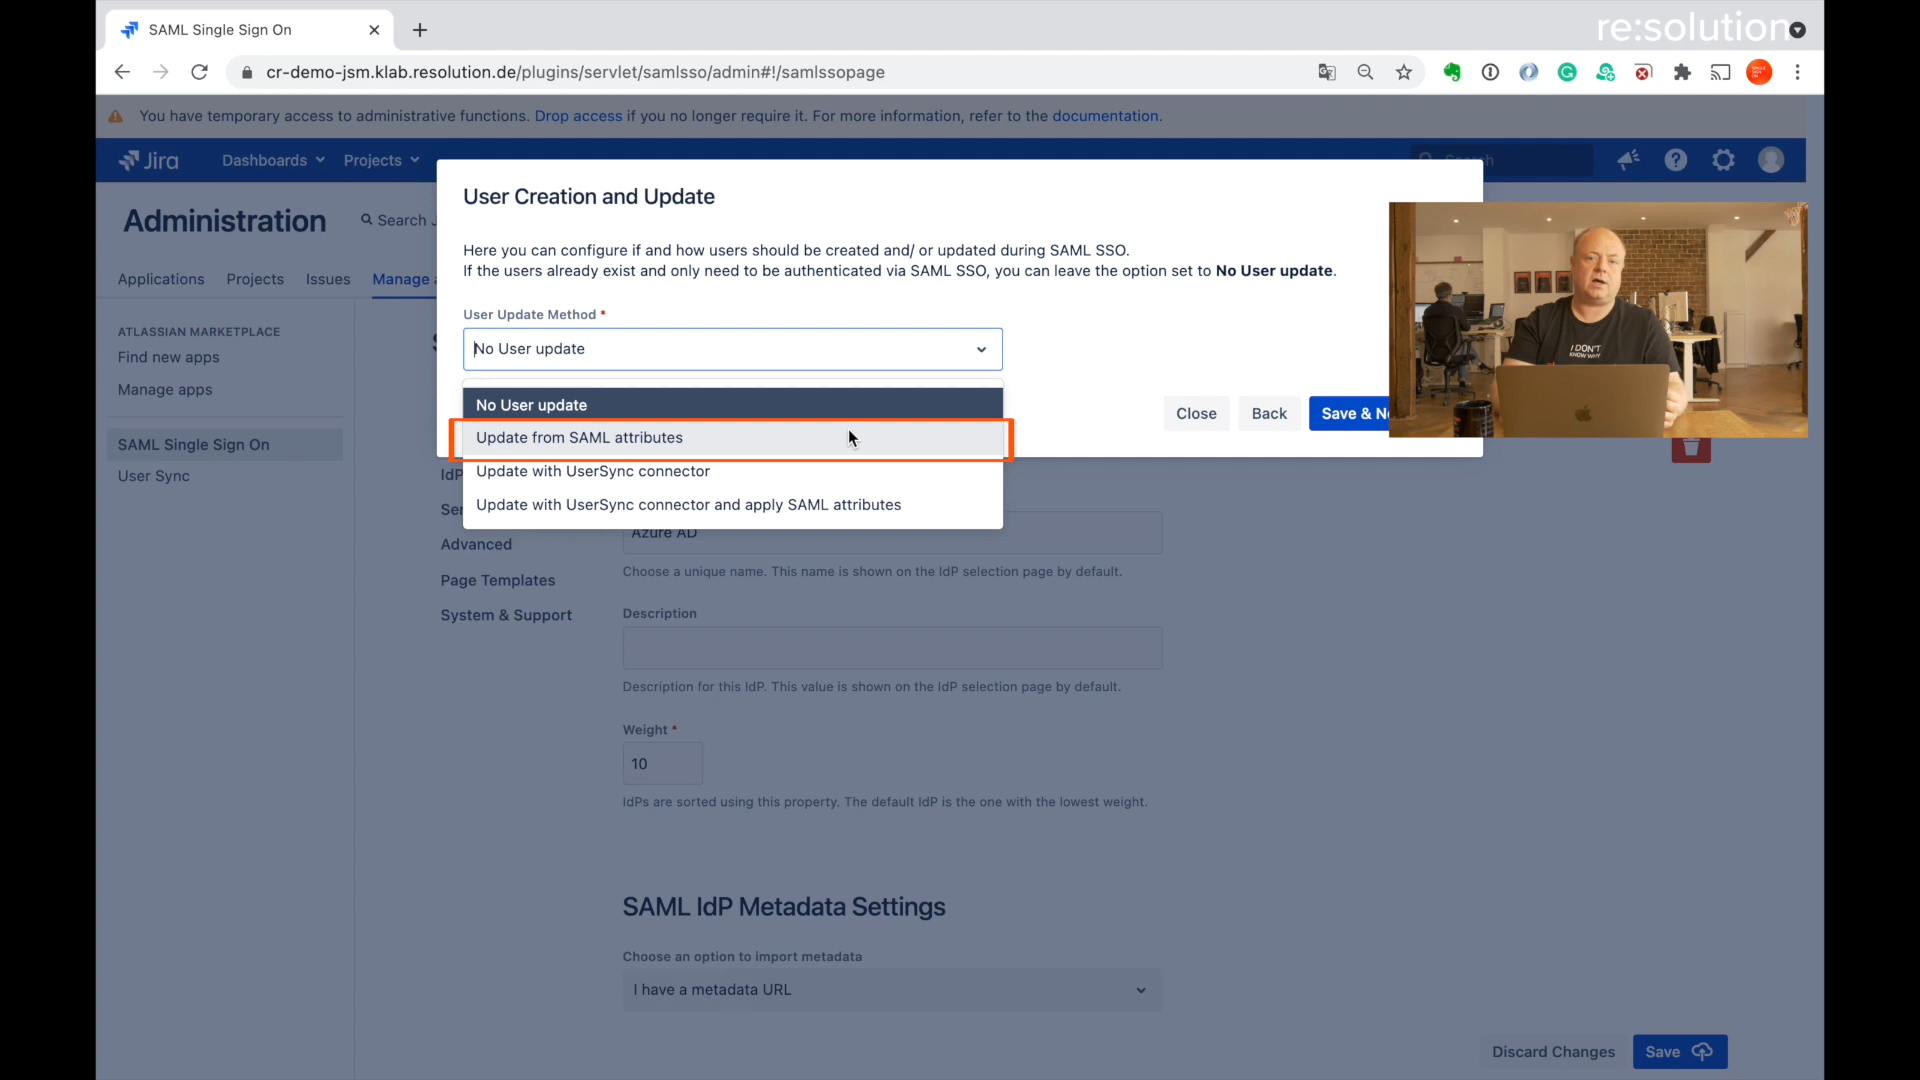 SAML Single Sign On
re:solution
cr-demo-jsm.klab.resolution.de/plugins/servlet/samlsso/admin#!/samlssopage
You have temporary access to administrative functions. Drop access if you no longer require it. For more information, refer to the documentation.
Jira
Dashboards
Projects
Search
Administration
Search J
Applications
Projects
Issues
Manage a
ATLASSIAN MARKETPLACE
Find new apps
Manage apps
SAML Single Sign On
User Sync
User Creation and Update
Here you can configure if and how users should be created and/ or updated during SAML SSO.
If the users already exist and only need to be authenticated via SAML SSO, you can leave the option set to No User update.
User Update Method *
No User update
No User update
Update from SAML attributes
Update with UserSync connector
Update with UserSync connector and apply SAML attributes
Close
Back
Save & Ne
I DON'T
KNOW WHY
IdP
Ser
Advanced
Page Templates
System & Support
Azure AD
Choose a unique name. This name is shown on the IdP selection page by default.
Description
Description for this IdP. This value is shown on the IdP selection page by default.
Weight *
10
IdPs are sorted using this property. The default IdP is the one with the lowest weight.
SAML IdP Metadata Settings
Choose an option to import metadata
I have a metadata URL
Discard Changes
Save